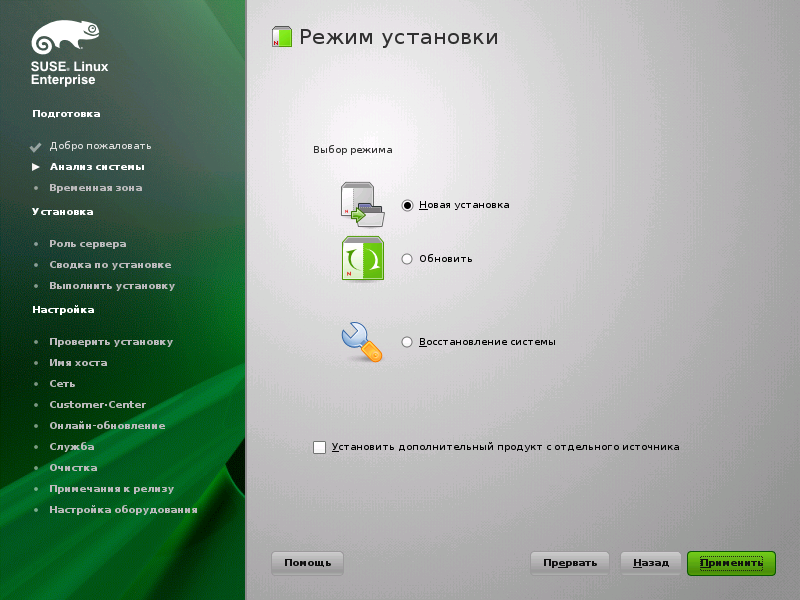 SUSE. Linux
Enterprise
Подготовка
Добро пожаловать
Анализ системы
Временная зона
Установка
Роль сервера
Сводка по установке
Выполнить установку
Настройка
Проверить установку
Имя хоста
Сеть
Customer-Center
Онлайн-обновление
Служба
Очистка
Примечания к релизу
Настройка оборудования
Режим установки
Выбор режима
Новая установка
Обновить
Восстановление системы
Установить дополнительный продукт с отдельного источника
Помощь
Прервать
Назад
Применить